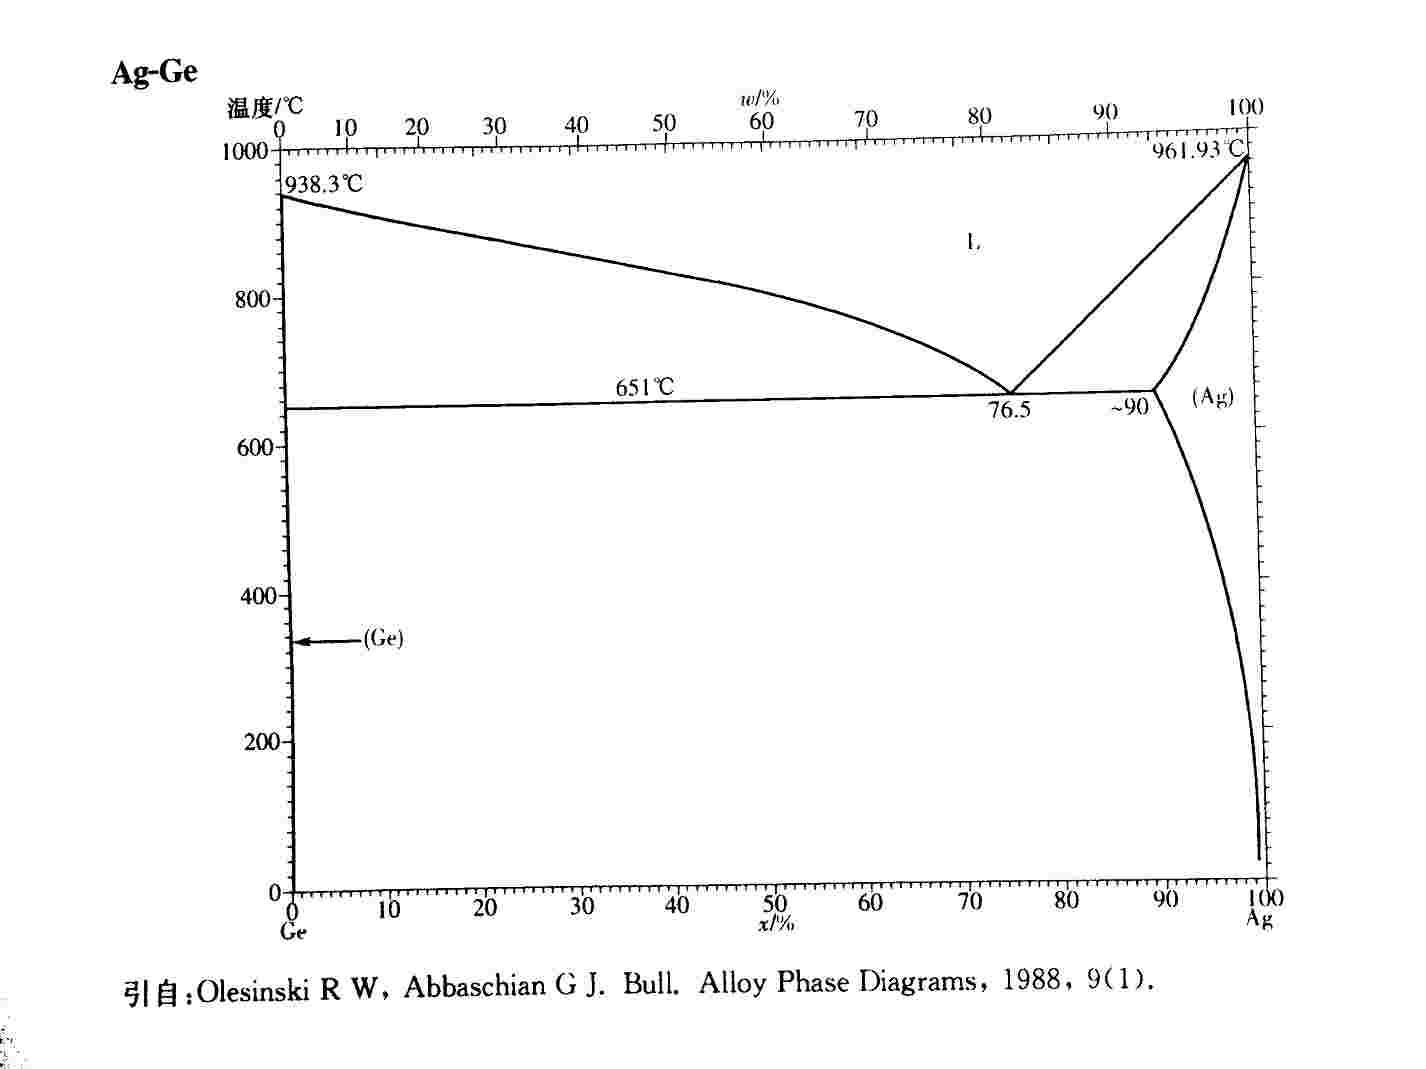 Ag-Ge
温度/℃
w/%
0 10 20 30 40 50 60 70 80 90 100
1000
961.93℃
938.3℃
L
800
651℃
76.5
~90
(Ag)
600
400
(Ge)
200
0
0 10 20 30 40 50 60 70 80 90 100
Ge x/% Ag
引自:Olesinski R W, Abbaschian G J. Bull. Alloy Phase Diagrams, 1988, 9(1).